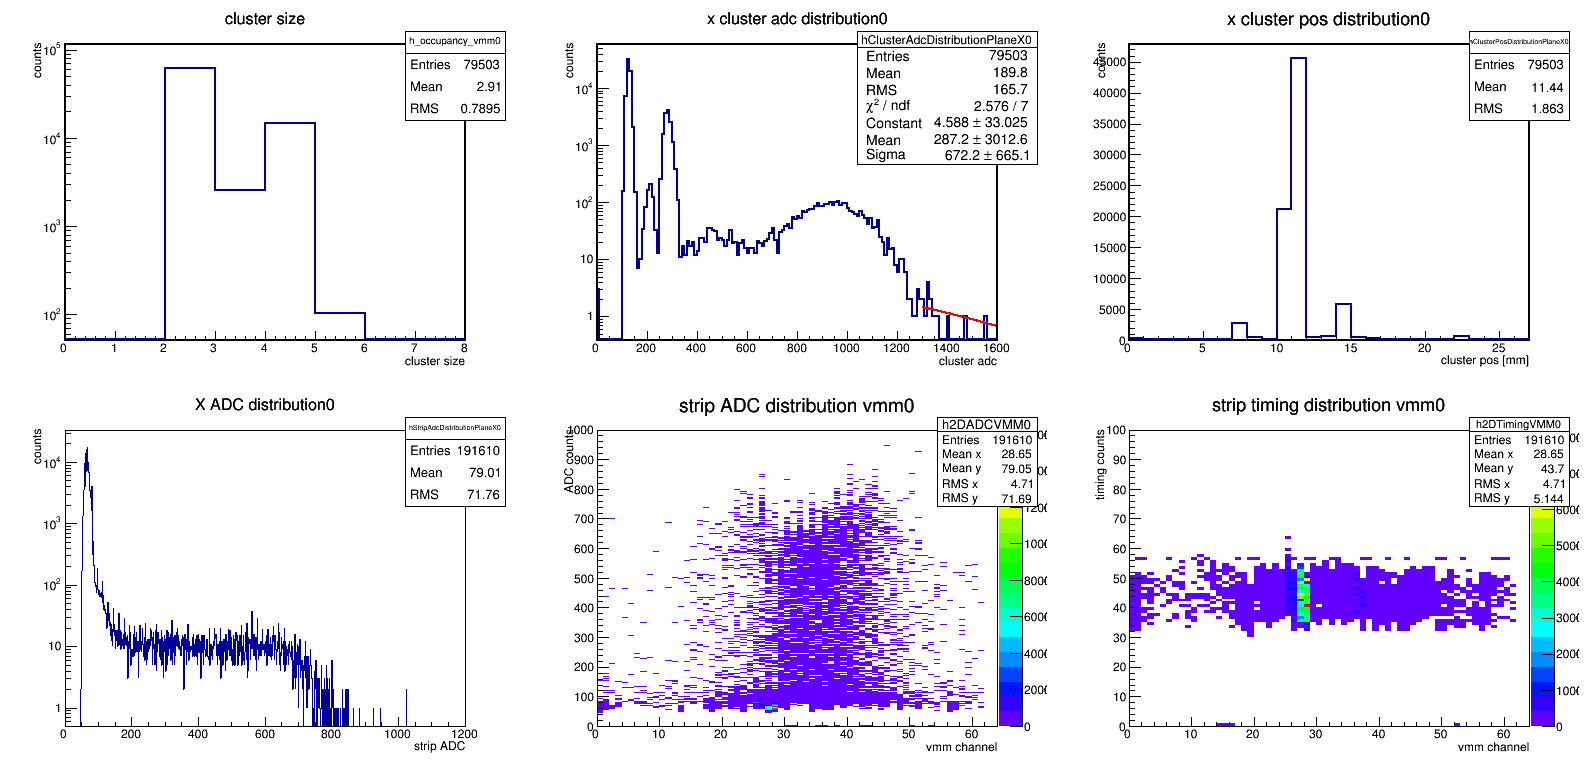 cluster size
counts
10^5
10^4
10^3
10^2
0 1 2 3 4 5 6 7 8
cluster size
h_occupancy_vmm0
Entries 79503
Mean 2.91
RMS 0.7895
x cluster adc distribution0
counts
10^4
10^3
10^2
10
1
0 200 400 600 800 1000 1200 1400 1600
cluster adc
hClusterAdcDistributionPlaneX0
Entries 79503
Mean 189.8
RMS 165.7
χ^2 / ndf 2.576 / 7
Constant 4.588 ± 33.025
Mean 287.2 ± 3012.6
Sigma 672.2 ± 665.1
x cluster pos distribution0
counts
45000
40000
35000
30000
25000
20000
15000
10000
5000
0
0 5 10 15 20 25
cluster pos [mm]
hClusterPosDistributionPlaneX0
Entries 79503
Mean 11.44
RMS 1.863
X ADC distribution0
counts
10^4
10^3
10^2
10
1
0 200 400 600 800 1000 1200
strip ADC
hStripAdcDistributionPlaneX0
Entries 191610
Mean 79.01
RMS 71.76
strip ADC distribution vmm0
ADC counts
1000
900
800
700
600
500
400
300
200
100
0
0 10 20 30 40 50 60
vmm channel
h2DADCVMM0
Entries 191610
Mean x 28.65
Mean y 79.05
RMS x 4.71
RMS y 71.69
0
strip timing distribution vmm0
timing counts
100
90
80
70
60
50
40
30
20
10
0
0 10 20 30 40 50 60
vmm channel
h2DTimingVMM0
Entries 191610
Mean x 28.65
Mean y 43.7
RMS x 4.71
RMS y 5.144
0